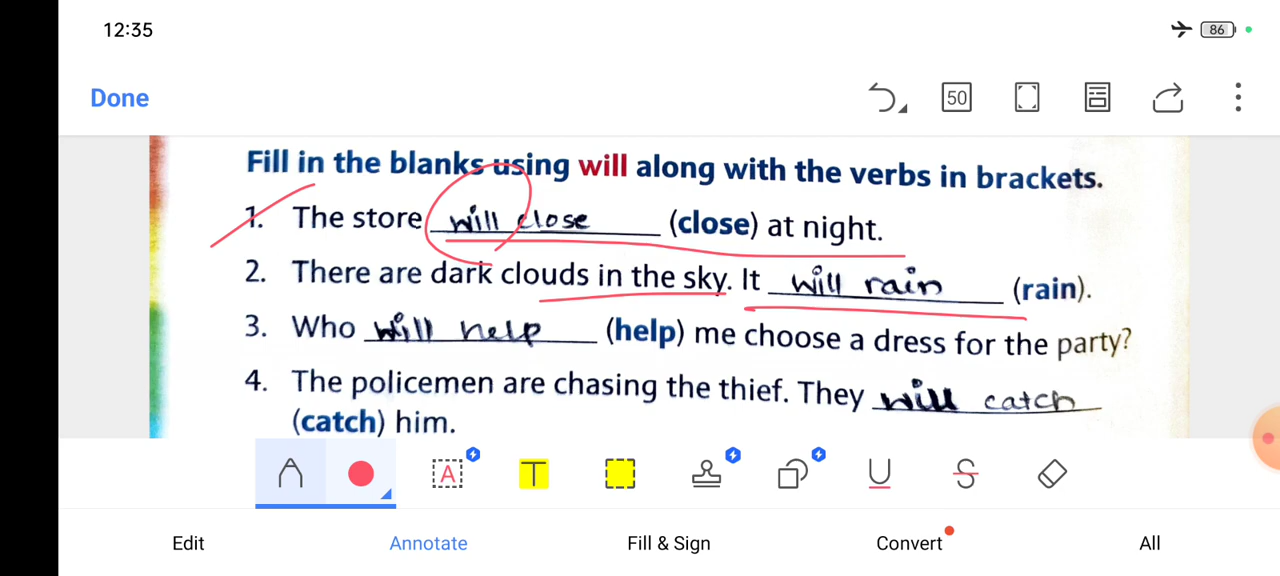 12:35
86
Done
50
Fill in the blanks using will along with the verbs in brackets.
1. The store will close (close) at night.
2. There are dark clouds in the sky. It will rain (rain).
3. Who will help (help) me choose a dress for the party?
4. The policemen are chasing the thief. They will catch
(catch) him.
A T U S
Edit Annotate Fill & Sign Convert All